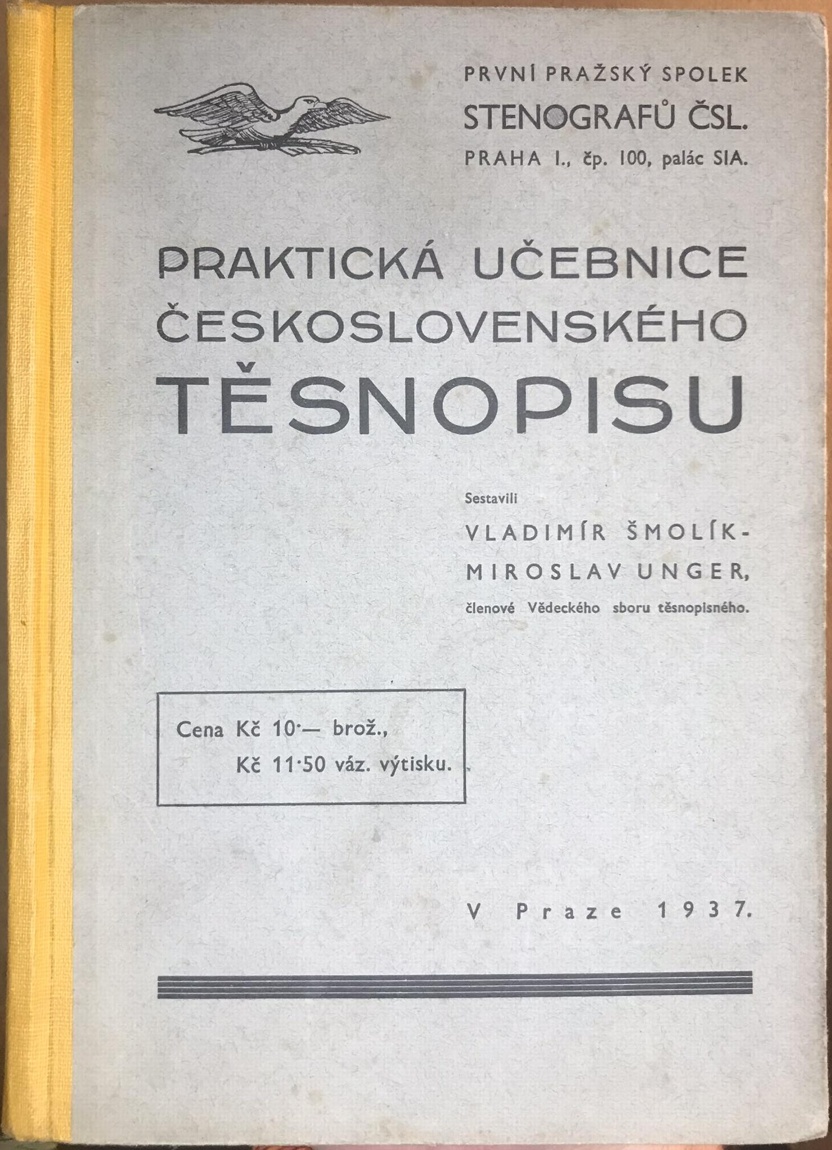 PRVNÍ PRAŽSKÝ SPOLEK
STENOGRAFŮ ČSL.
PRAHA I., čp. 100, palác SIA.
PRAKTICKÁ UČEBNICE
ČESKOSLOVENSKÉHO
TĚSNOPISU
Sestavili
VLADIMÍR ŠMOLÍK-
MIROSLAV UNGER,
členové Vědeckého sboru těsnopisného.
Cena Kč 10·— brož.,
Kč 11·50 váz. výtisku.
V Praze 1937.